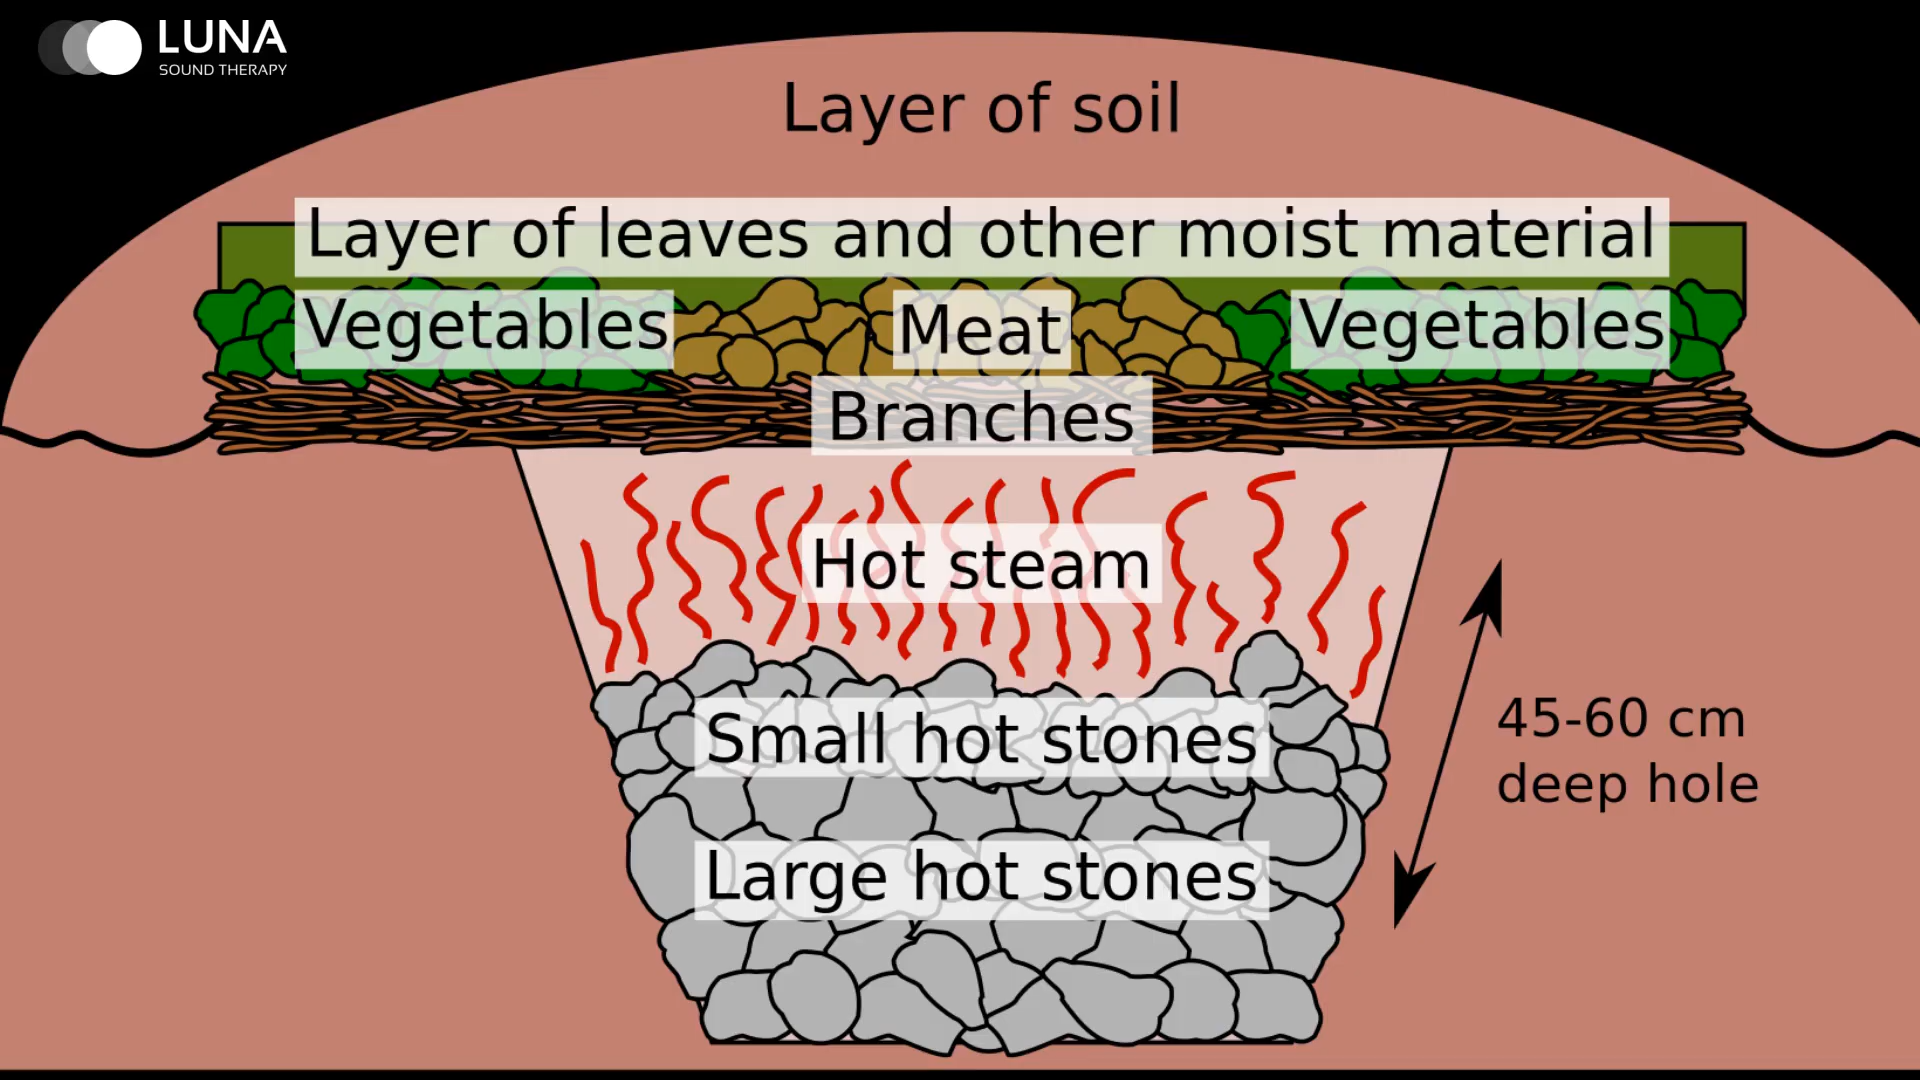 LUNA
SOUND THERAPY
Layer of soil
Layer of leaves and other moist material
Vegetables
Meat
Vegetables
Branches
Hot steam
Small hot stones
45-60 cm
deep hole
Large hot stones